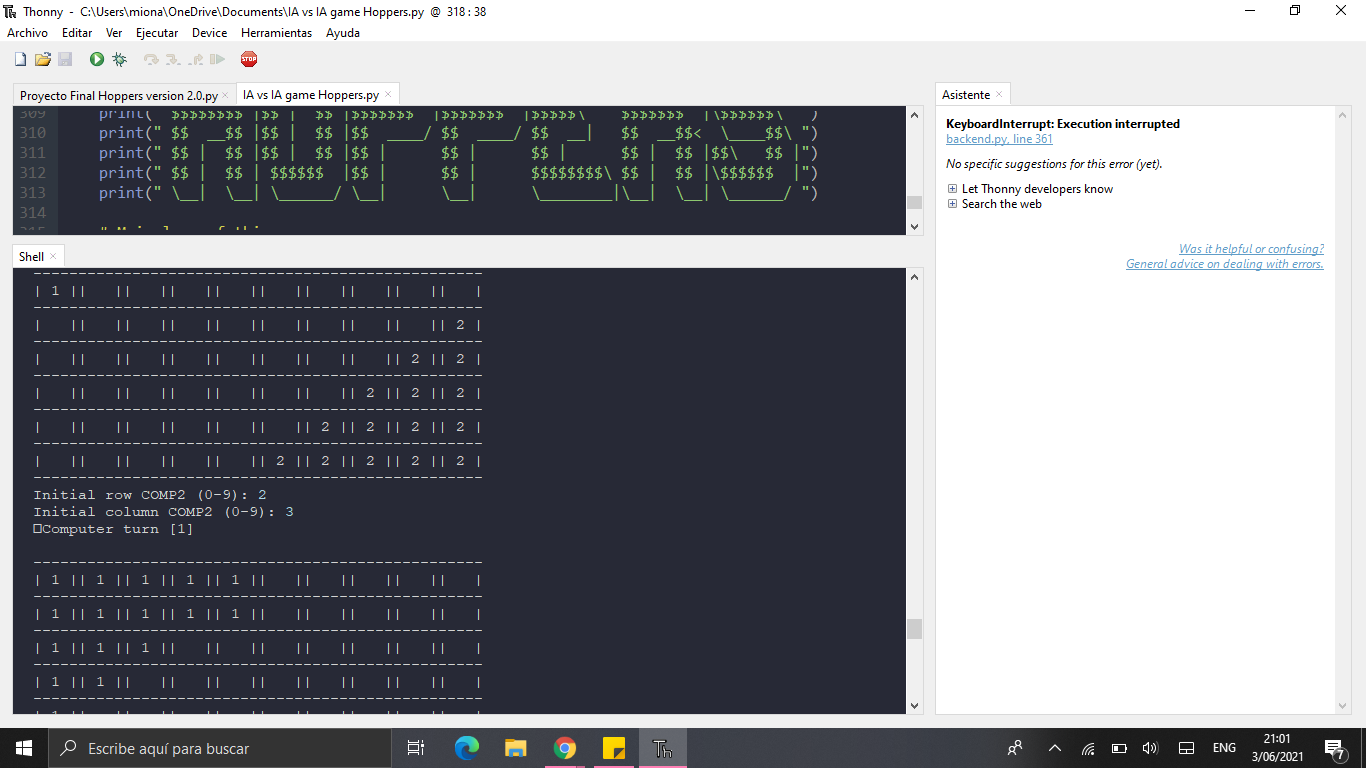 Thonny - C:\Users\miona\OneDrive\Documents\IA vs IA game Hoppers.py @ 318:38
Archivo Editar Ver Ejecutar Device Herramientas Ayuda
STOP
Proyecto Final Hoppers version 2.0.py × IA vs IA game Hoppers.py ×
310 print(" $$  __$$ |$$ |  $$ |$$  ____/ $$  ____/ $$  __|   $$  __$$<  \____$$\ ")
311 print(" $$ |  $$ |$$ |  $$ |$$ |      $$ |      $$ |      $$ |  $$ |$$\   $$ |")
312 print(" $$ |  $$ | $$$$$$  |$$ |      $$ |      $$$$$$$$\ $$ |  $$ |\$$$$$$  |")
313 print(" \__|  \__| \______/ \__|      \__|      \________|\__|  \__| \______/ ")
314
Shell ×
--------------------------------------------------
| 1 ||   ||   ||   ||   ||   ||   ||   ||   ||   |
--------------------------------------------------
|   ||   ||   ||   ||   ||   ||   ||   ||   || 2 |
--------------------------------------------------
|   ||   ||   ||   ||   ||   ||   ||   || 2 || 2 |
--------------------------------------------------
|   ||   ||   ||   ||   ||   ||   || 2 || 2 || 2 |
--------------------------------------------------
|   ||   ||   ||   ||   ||   || 2 || 2 || 2 || 2 |
--------------------------------------------------
|   ||   ||   ||   ||   || 2 || 2 || 2 || 2 || 2 |
--------------------------------------------------
Initial row COMP2 (0-9): 2
Initial column COMP2 (0-9): 3
□Computer turn [1]
--------------------------------------------------
| 1 || 1 || 1 || 1 || 1 ||   ||   ||   ||   ||   |
--------------------------------------------------
| 1 || 1 || 1 || 1 || 1 ||   ||   ||   ||   ||   |
--------------------------------------------------
| 1 || 1 || 1 ||   ||   ||   ||   ||   ||   ||   |
--------------------------------------------------
| 1 || 1 ||   ||   ||   ||   ||   ||   ||   ||   |
--------------------------------------------------
Asistente ×
KeyboardInterrupt: Execution interrupted
backend.py, line 361
No specific suggestions for this error (yet).
Let Thonny developers know
Search the web
Was it helpful or confusing?
General advice on dealing with errors.
Escribe aquí para buscar
ENG
21:01
3/06/2021
7